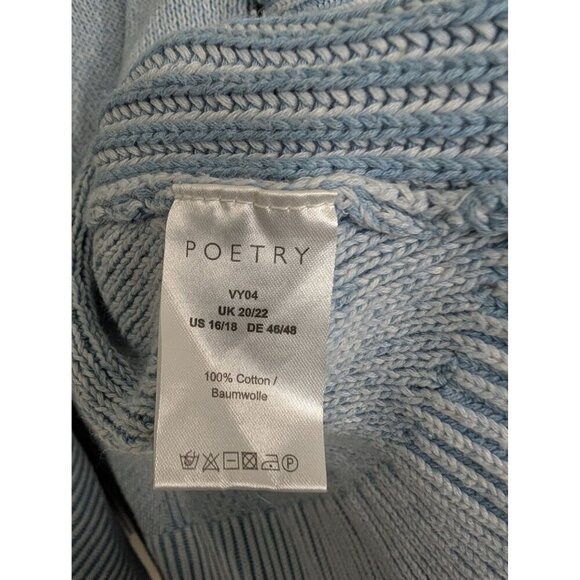 POETRY
VY04
UK 20/22
US 16/18 DE 46/48
100% Cotton /
Baumwolle